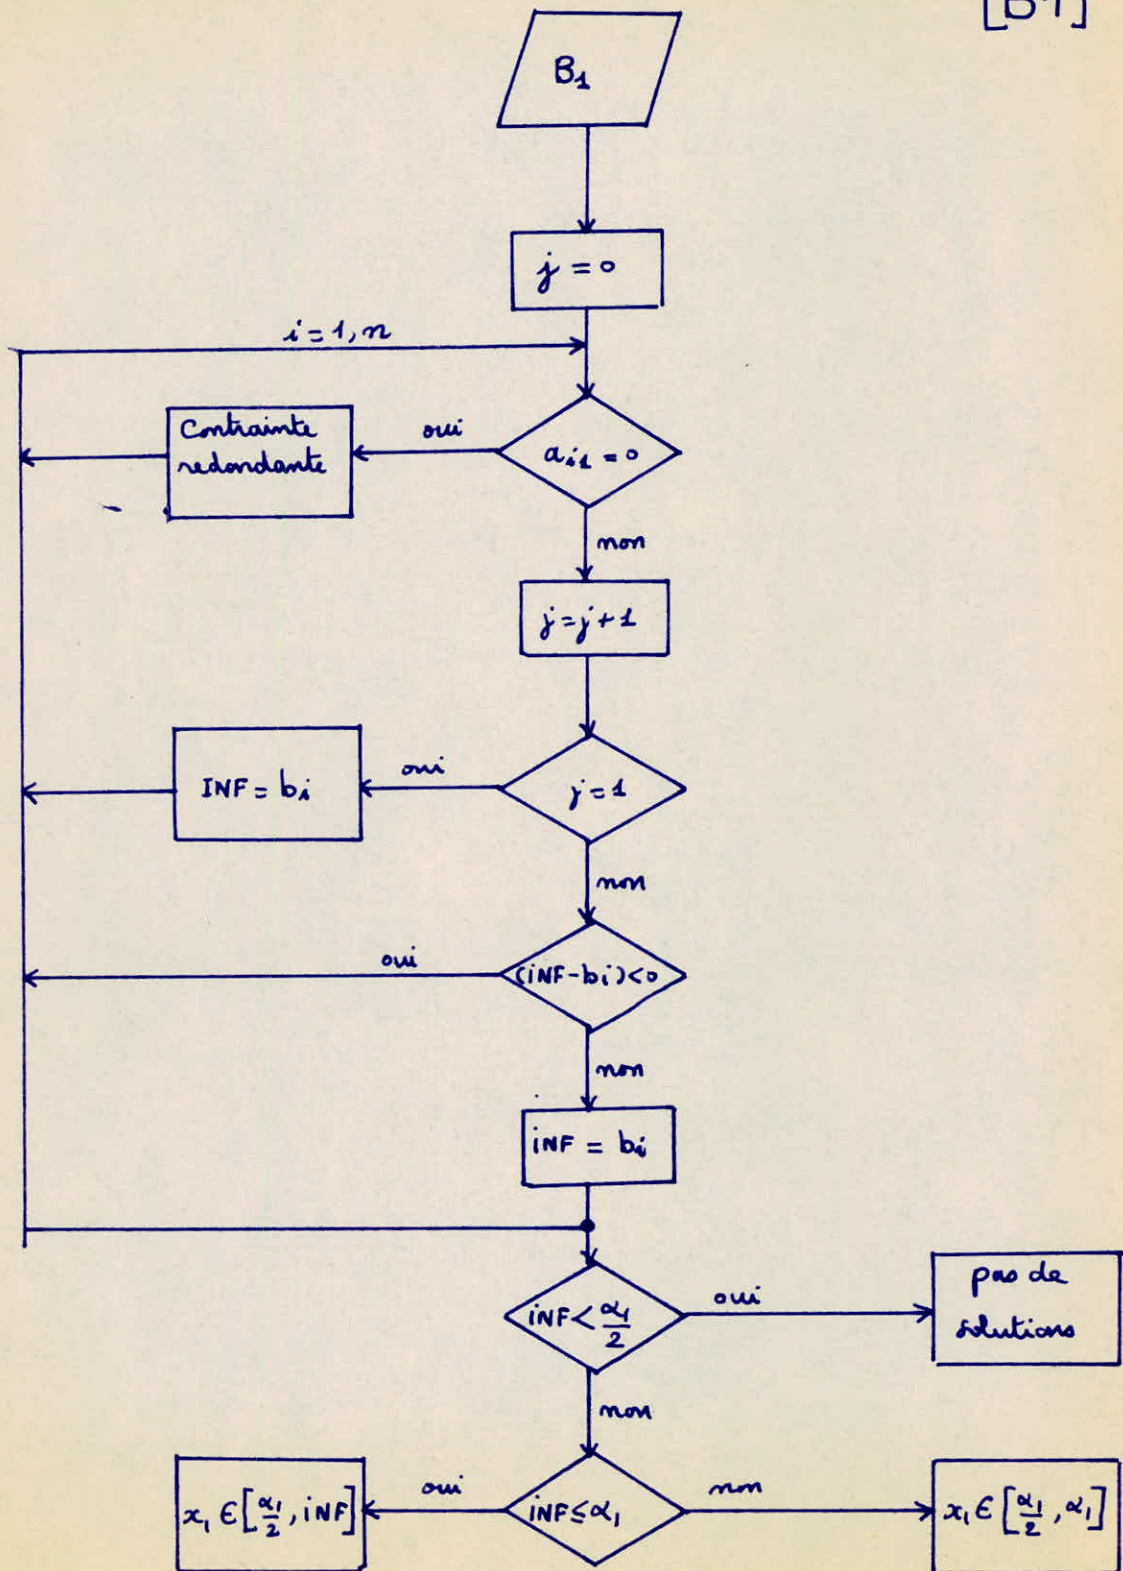 [B1]
B₁
j = 0
i = 1, n
Contrainte
redondante
oui
aᵢ₁ = 0
non
j = j + 1
INF = bᵢ
oui
j = 1
non
oui
(iNF - bi) < 0
non
iNF = bi
iNF < α₁/2
oui
pas de
solutions
non
x₁ ∈ [α₁/2, iNF]
oui
iNF ≤ α₁
non
x₁ ∈ [α₁/2, α₁]